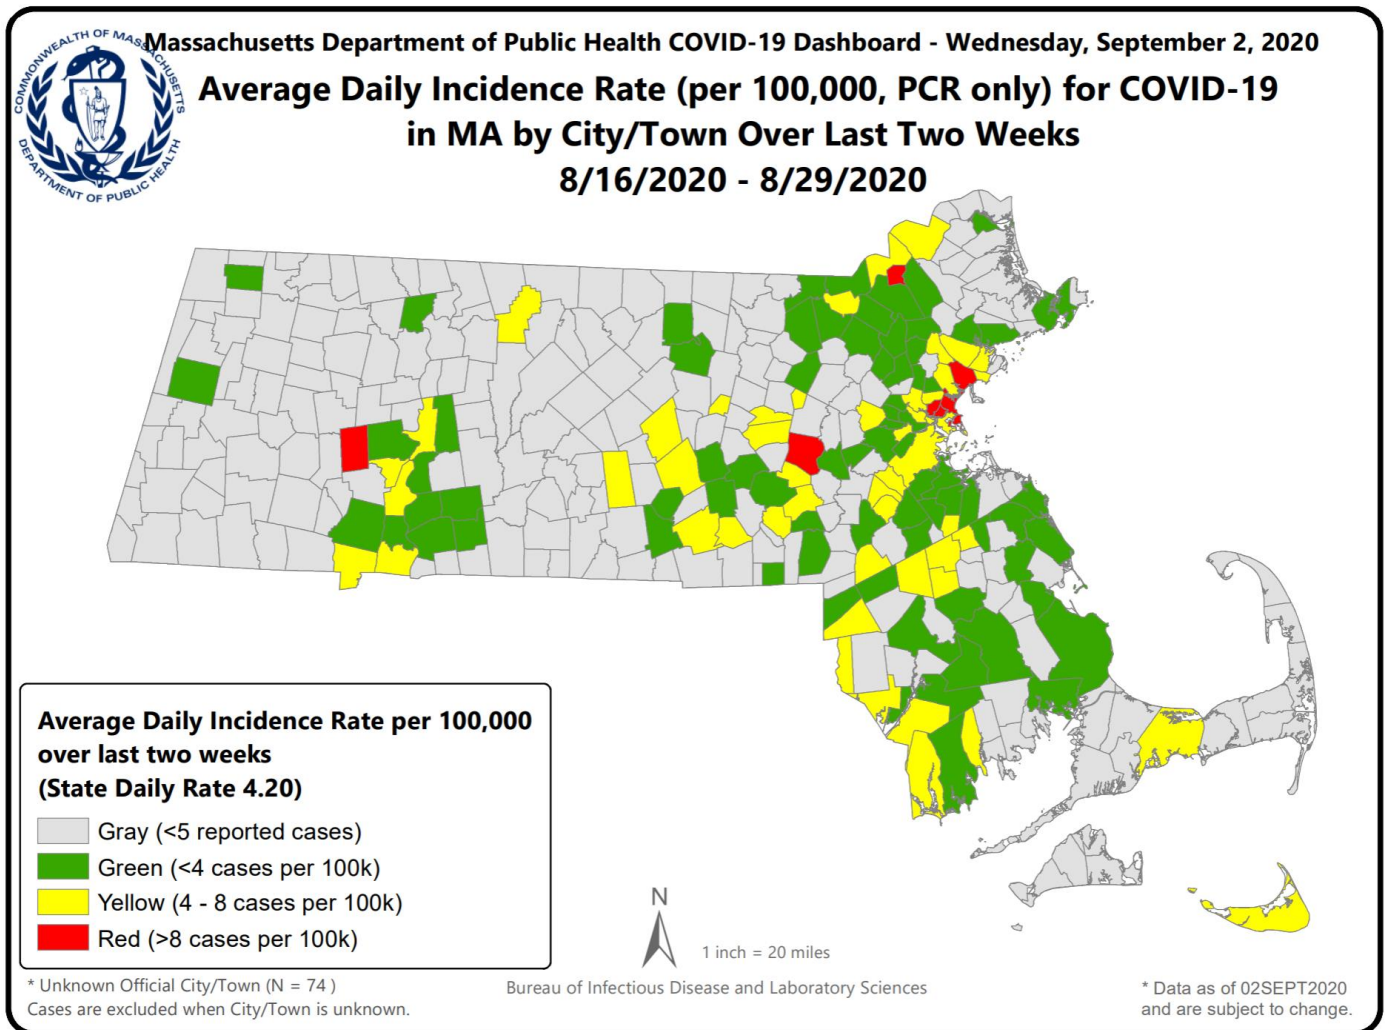 COMMONWEALTH OF MASSACHUSETTS
DEPARTMENT OF PUBLIC HEALTH
Massachusetts Department of Public Health COVID-19 Dashboard - Wednesday, September 2, 2020
Average Daily Incidence Rate (per 100,000, PCR only) for COVID-19
in MA by City/Town Over Last Two Weeks
8/16/2020 - 8/29/2020
Average Daily Incidence Rate per 100,000
over last two weeks
(State Daily Rate 4.20)
Gray (<5 reported cases)
Green (<4 cases per 100k)
Yellow (4 - 8 cases per 100k)
Red (>8 cases per 100k)
N
1 inch = 20 miles
* Unknown Official City/Town (N = 74 )
Cases are excluded when City/Town is unknown.
Bureau of Infectious Disease and Laboratory Sciences
* Data as of 02SEPT2020
and are subject to change.